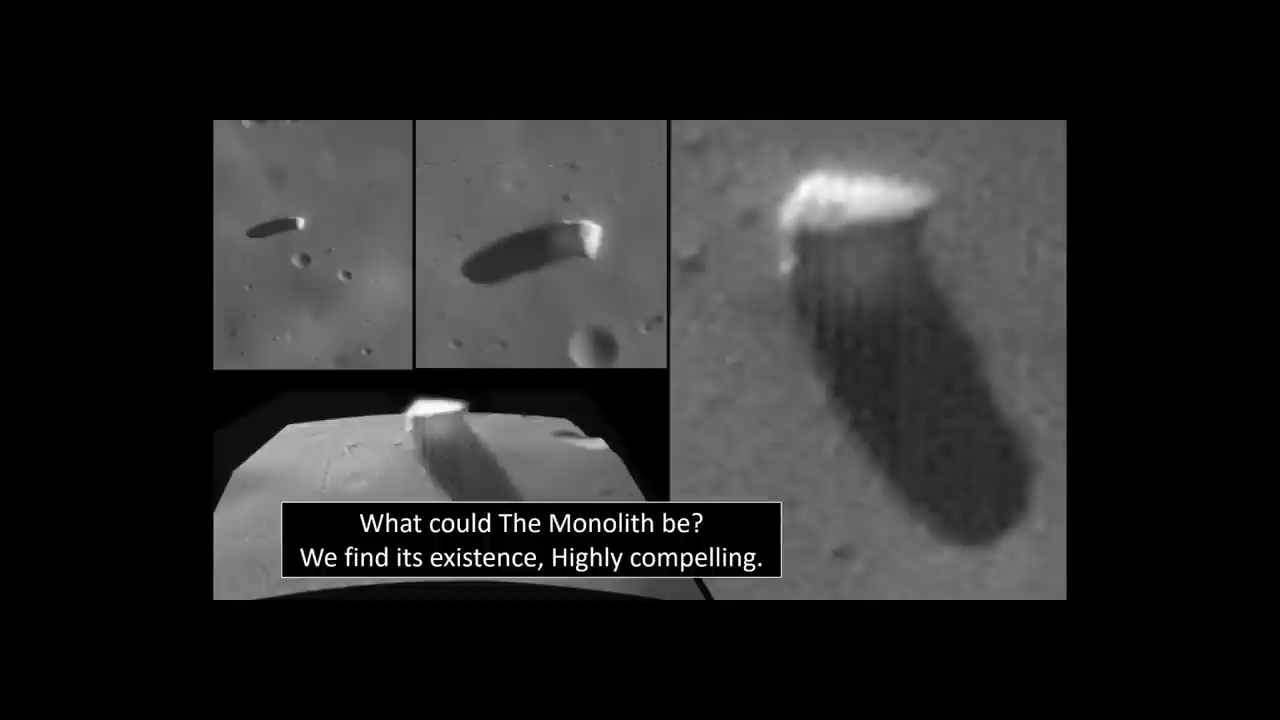 What could The Monolith be?
We find its existence, Highly compelling.